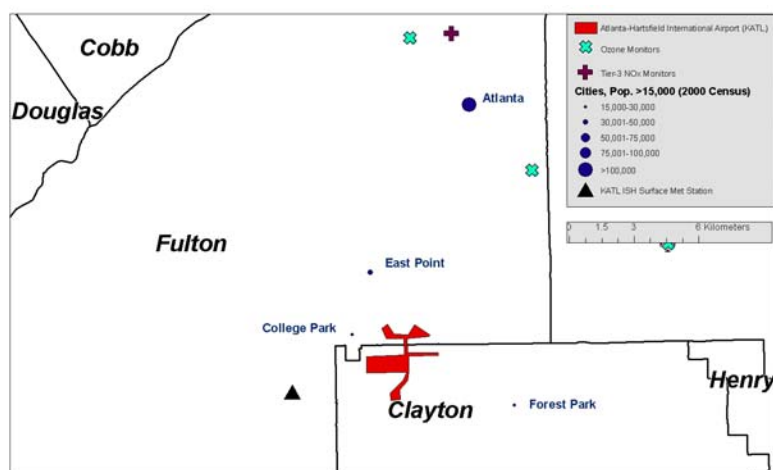 Cobb
Douglas
Fulton
Atlanta
East Point
College Park
Clayton
Forest Park
Henry
Atlanta-Hartsfield International Airport (KATL)
Ozone Monitors
Tier-3 NOx Monitors
Cities, Pop. >15,000 (2000 Census)
15,000-30,000
30,001-50,000
50,001-75,000
75,001-100,000
>100,000
KATL ISH Surface Met Station
0 1.5 3 6 Kilometers